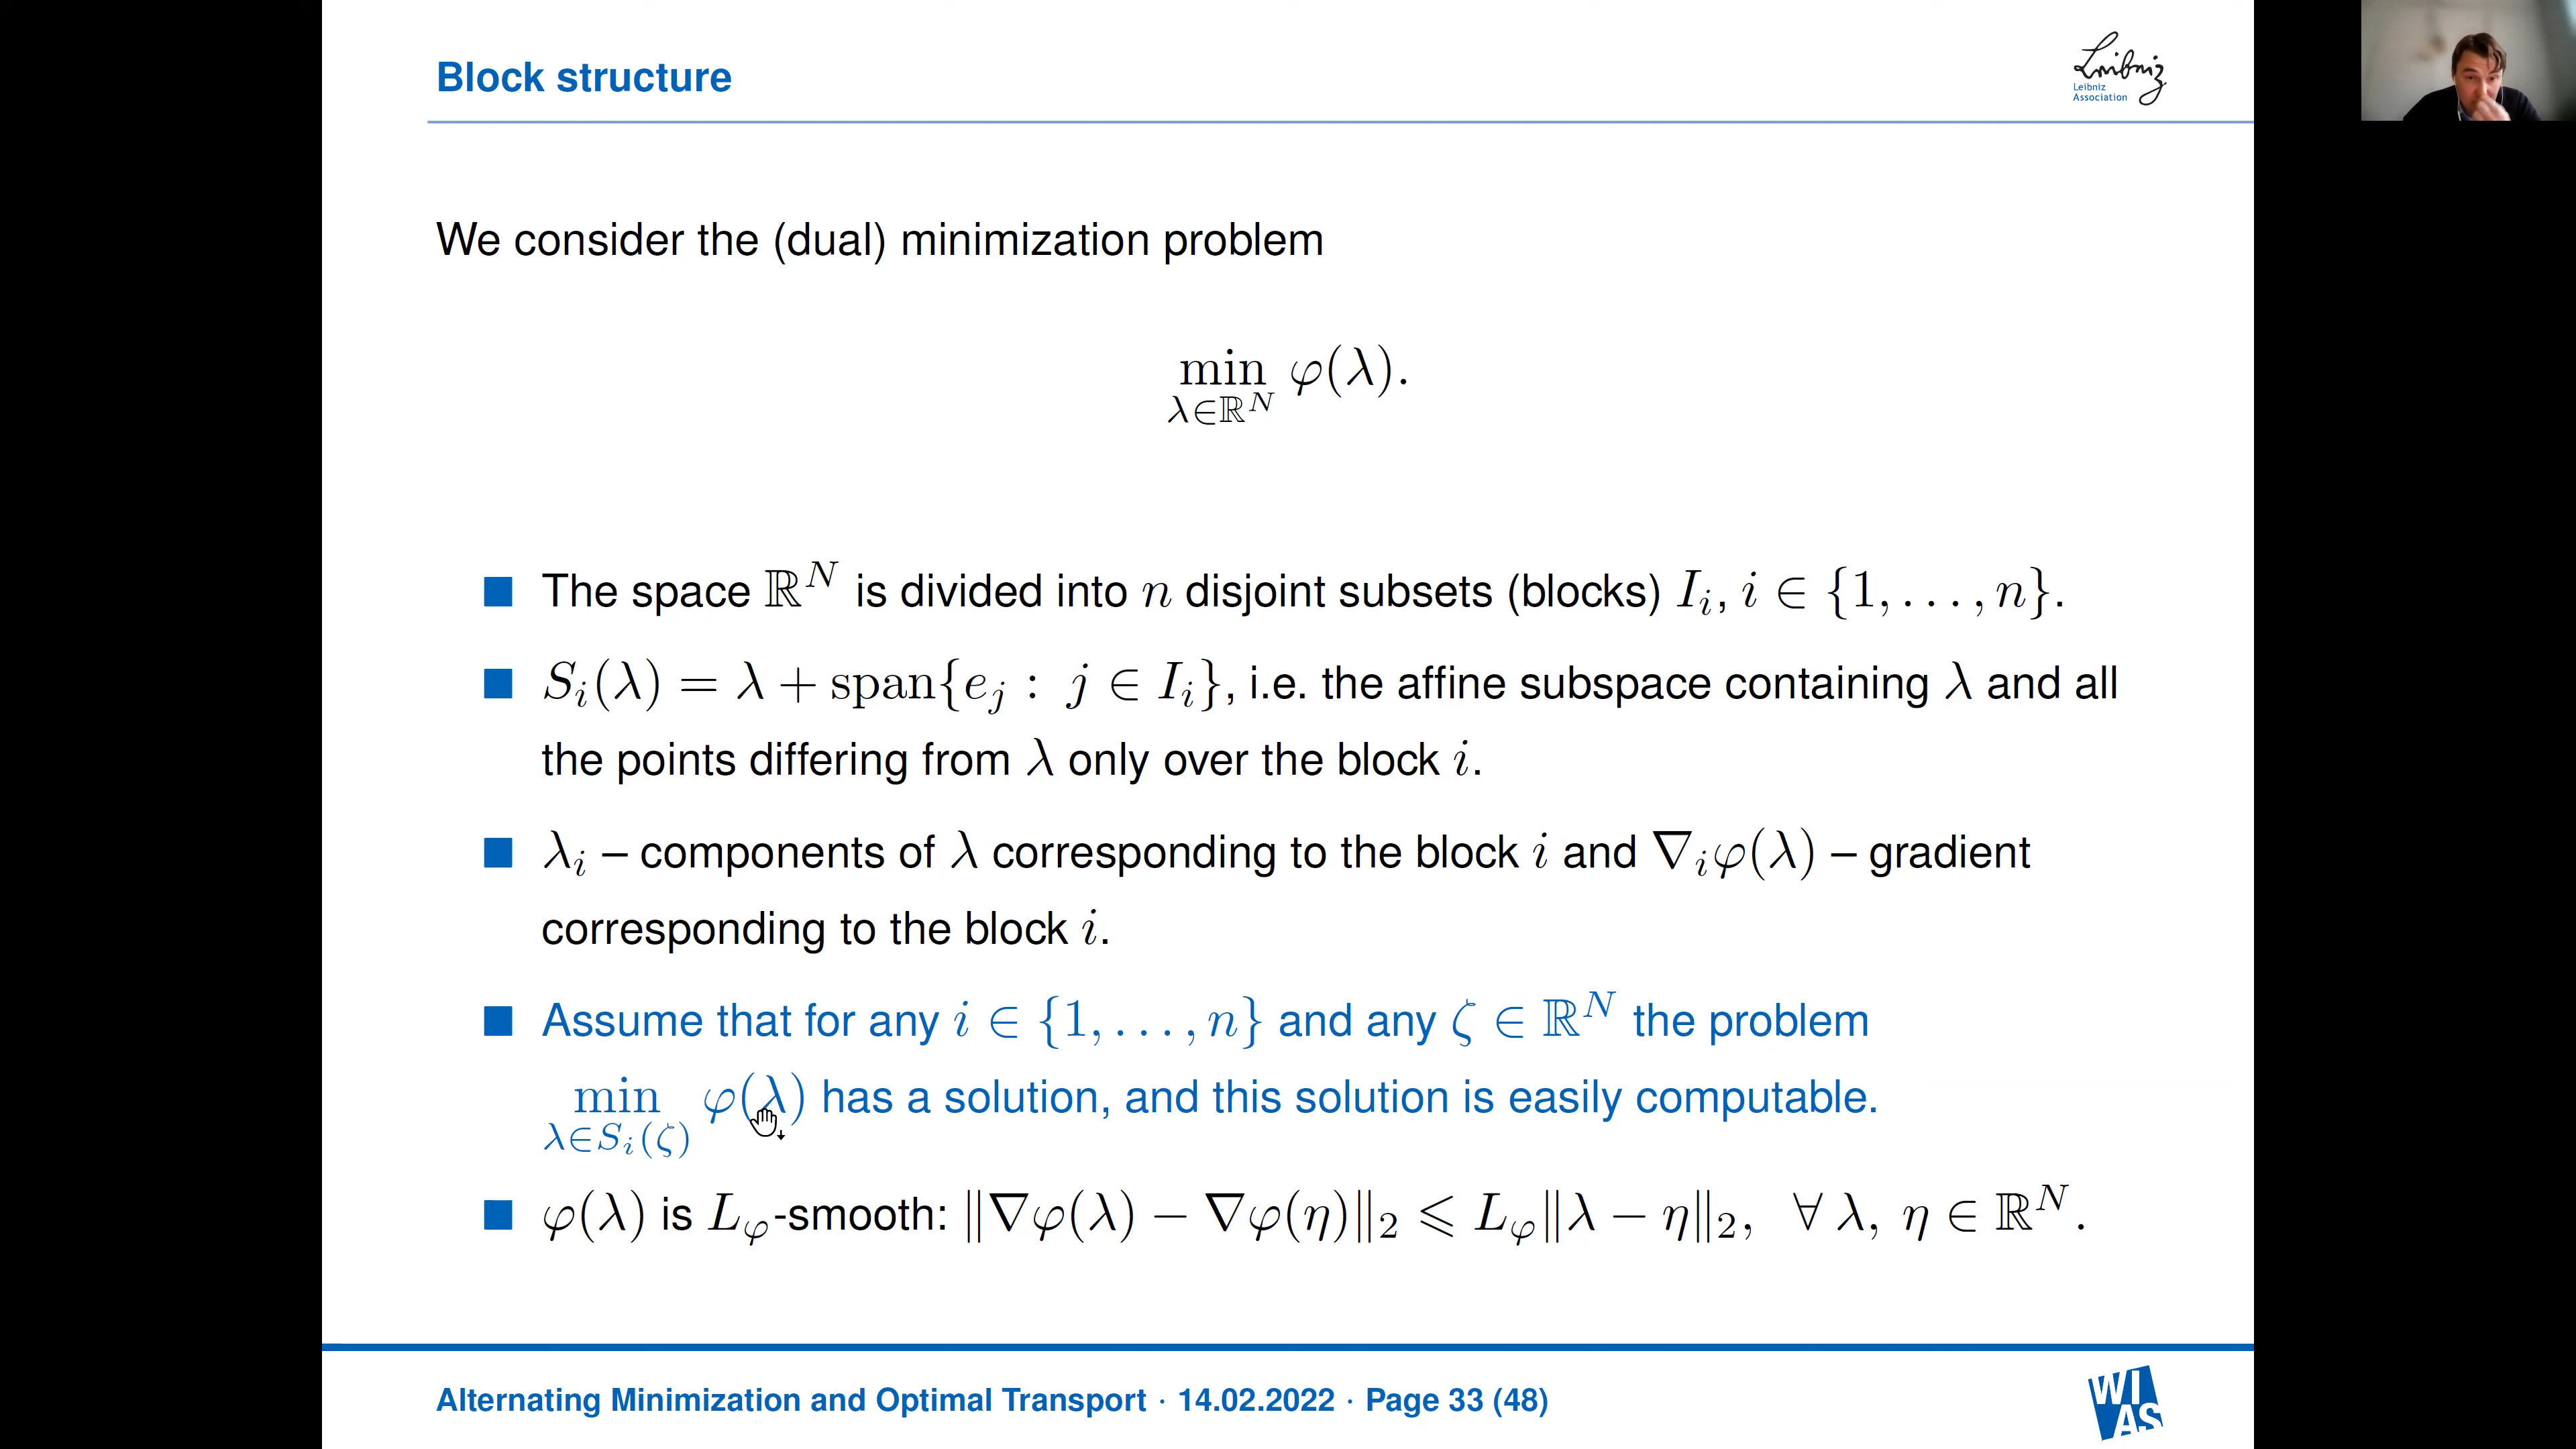 Block structure
Leibniz
Leibniz
Association
We consider the (dual) minimization problem
min φ(λ).
λ∈ℝ^N
The space ℝ^N is divided into n disjoint subsets (blocks) I_i, i ∈ {1, . . . , n}.
S_i(λ) = λ + span{e_j : j ∈ I_i}, i.e. the affine subspace containing λ and all
the points differing from λ only over the block i.
λ_i – components of λ corresponding to the block i and ∇_iφ(λ) – gradient
corresponding to the block i.
Assume that for any i ∈ {1, . . . , n} and any ζ ∈ ℝ^N the problem
min φ(λ) has a solution, and this solution is easily computable.
λ∈S_i(ζ)
φ(λ) is L_φ-smooth: ‖∇φ(λ) − ∇φ(η)‖_2 ⩽ L_φ‖λ − η‖_2, ∀ λ, η ∈ ℝ^N.
Alternating Minimization and Optimal Transport · 14.02.2022 · Page 33 (48)
WI
AS